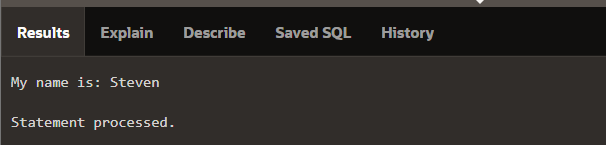 Results Explain Describe Saved SQL History
My name is: Steven
Statement processed.